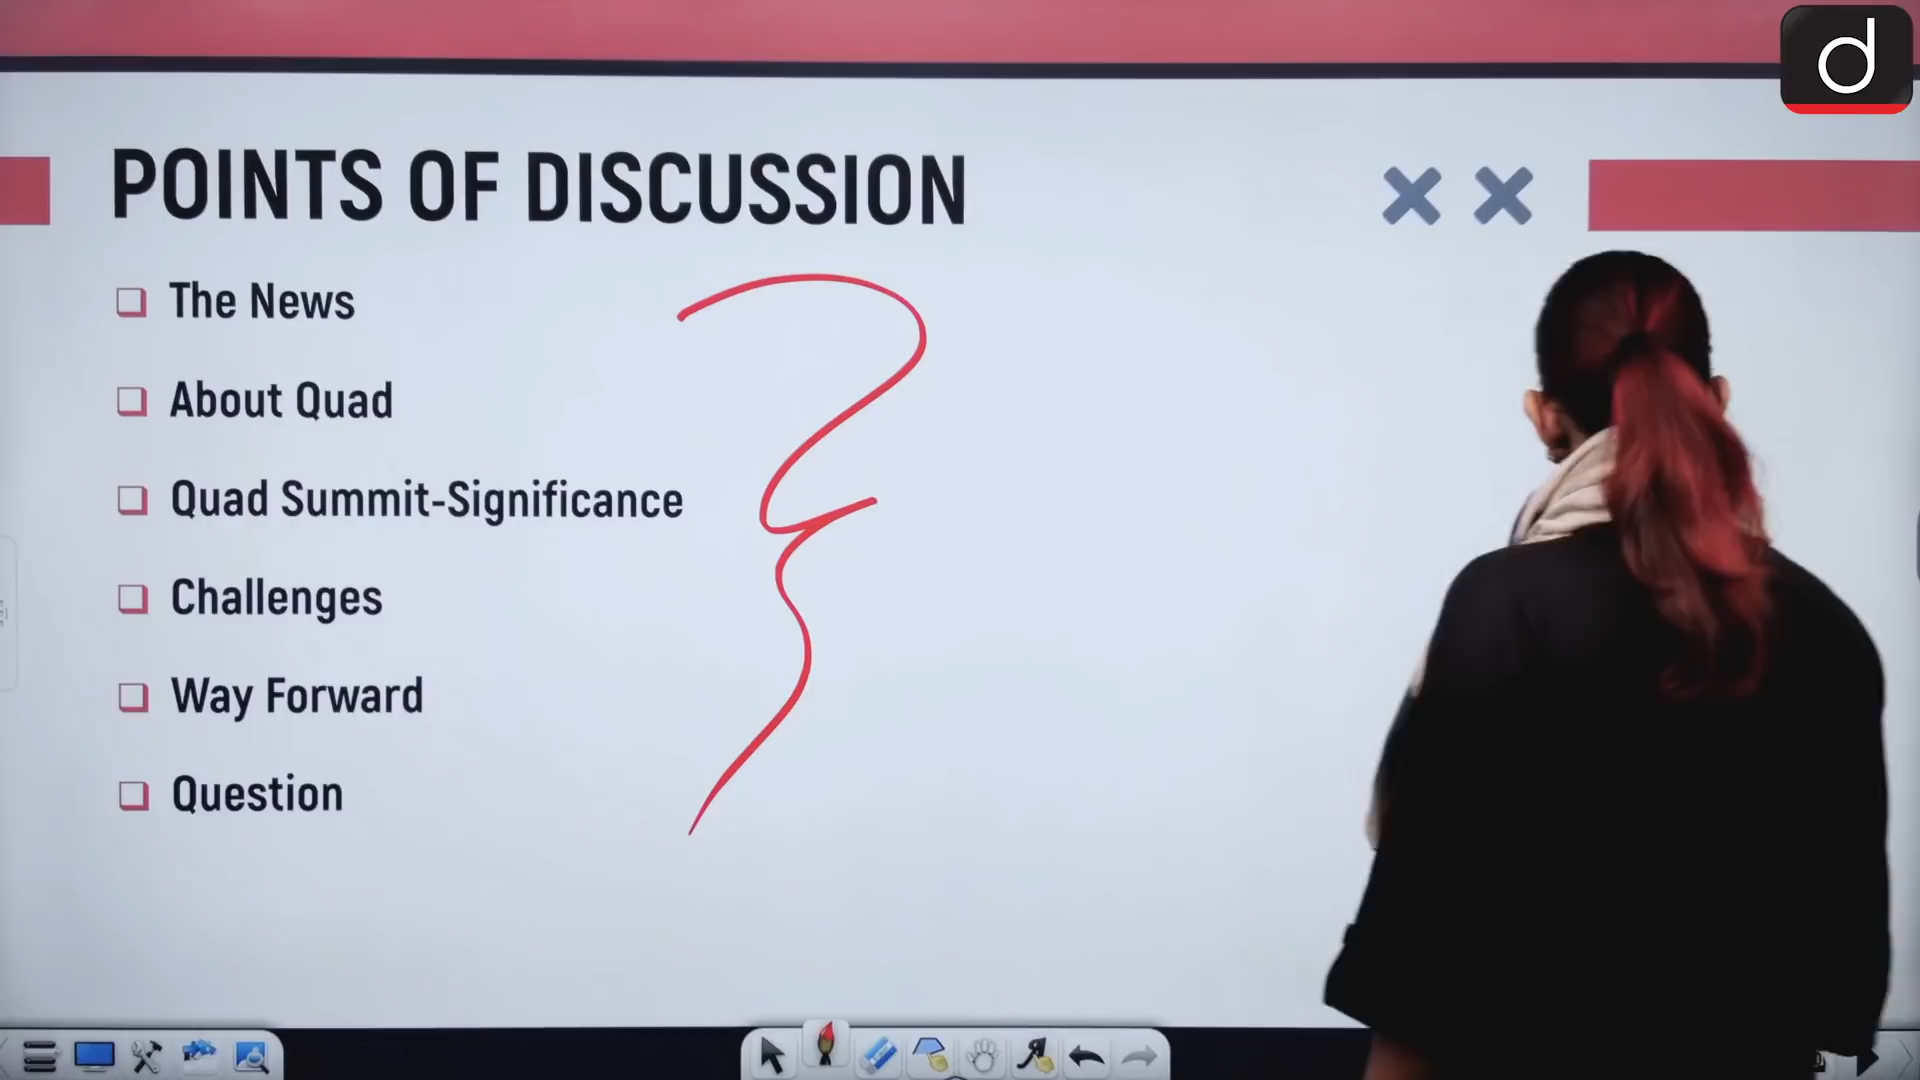 d
POINTS OF DISCUSSION
The News
About Quad
Quad Summit-Significance
Challenges
Way Forward
Question